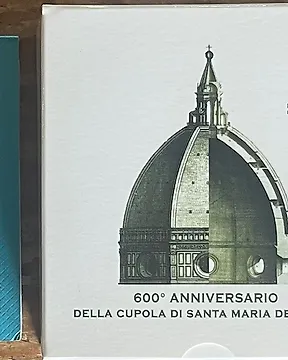 600° ANNIVERSARIO
DELLA CUPOLA DI SANTA MARIA DE